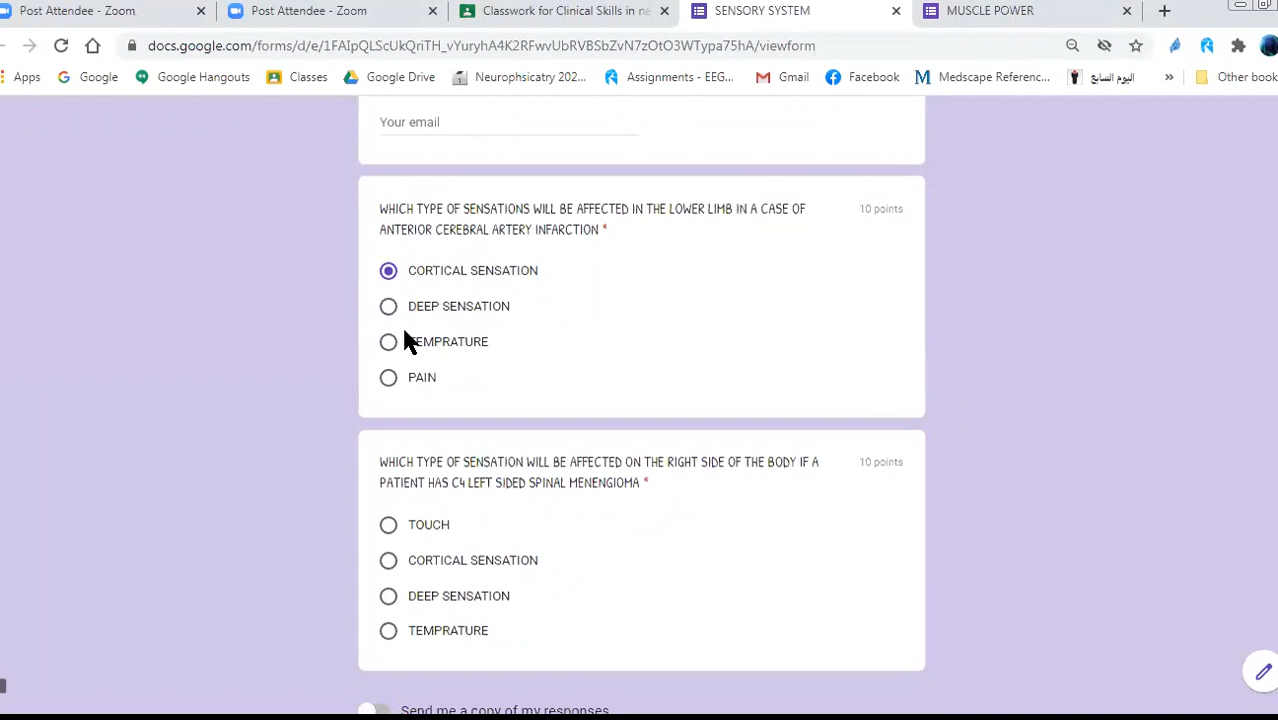 Post Attendee - Zoom
Post Attendee - Zoom
Classwork for Clinical Skills in ne
SENSORY SYSTEM
MUSCLE POWER
docs.google.com/forms/d/e/1FAIpQLScUkQriTH_vYuryhA4K2RFwvUbRVBSbZvN7zOtO3WTypa75hA/viewform
Apps
Google
Google Hangouts
Classes
Google Drive
Neurophsicatry 202...
Assignments - EEG...
Gmail
Facebook
Medscape Referenc...
اليوم السابع
»
Other book
Your email
WHICH TYPE OF SENSATIONS WILL BE AFFECTED IN THE LOWER LIMB IN A CASE OF
ANTERIOR CEREBRAL ARTERY INFARCTION *
10 points
CORTICAL SENSATION
DEEP SENSATION
TEMPRATURE
PAIN
WHICH TYPE OF SENSATION WILL BE AFFECTED ON THE RIGHT SIDE OF THE BODY IF A
PATIENT HAS C4 LEFT SIDED SPINAL MENENGIOMA *
10 points
TOUCH
CORTICAL SENSATION
DEEP SENSATION
TEMPRATURE
Send me a copy of my responses.